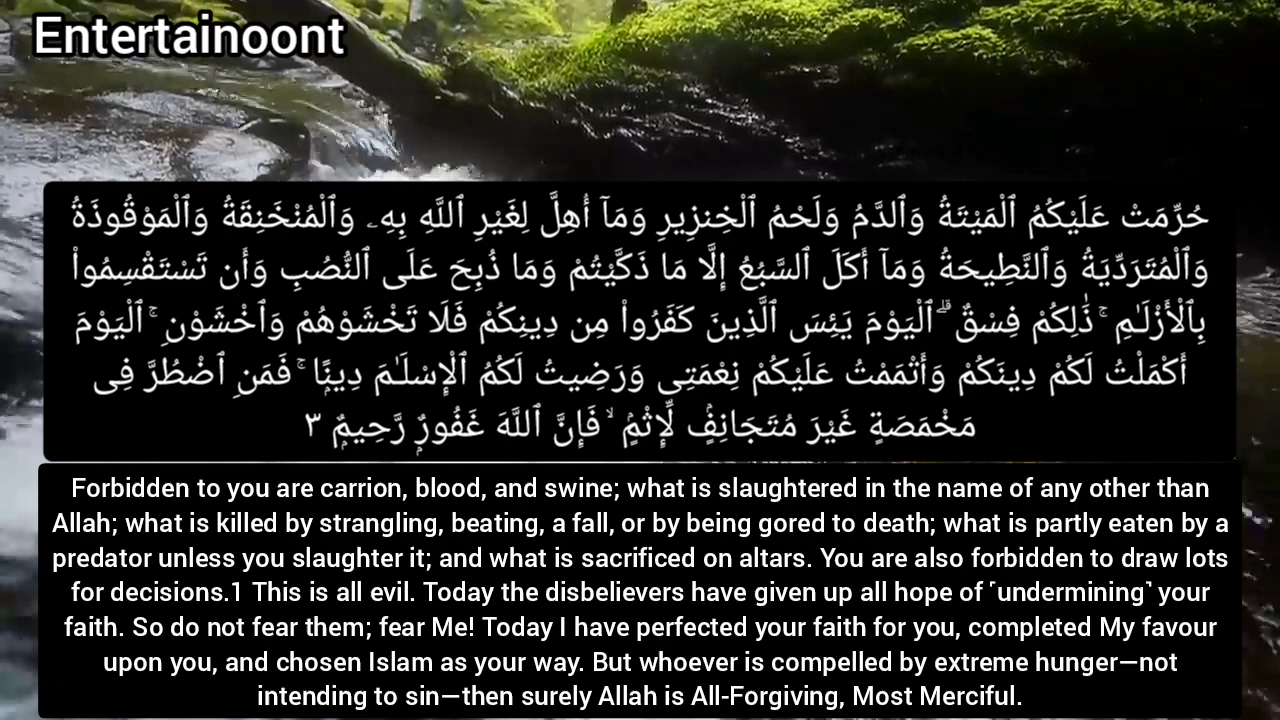 Entertainoont
حُرِّمَتْ عَلَيْكُمُ ٱلْمَيْتَةُ وَٱلدَّمُ وَلَحْمُ ٱلْخِنزِيرِ وَمَآ أُهِلَّ لِغَيْرِ ٱللَّهِ بِهِۦ وَٱلْمُنْخَنِقَةُ وَٱلْمَوْقُوذَةُ
وَٱلْمُتَرَدِّيَةُ وَٱلنَّطِيحَةُ وَمَآ أَكَلَ ٱلسَّبُعُ إِلَّا مَا ذَكَّيْتُمْ وَمَا ذُبِحَ عَلَى ٱلنُّصُبِ وَأَن تَسْتَقْسِمُوا۟
بِٱلْأَزْلَـٰمِ ۚ ذَٰلِكُمْ فِسْقٌ ۗ ٱلْيَوْمَ يَئِسَ ٱلَّذِينَ كَفَرُوا۟ مِن دِينِكُمْ فَلَا تَخْشَوْهُمْ وَٱخْشَوْنِ ۚ ٱلْيَوْمَ
أَكْمَلْتُ لَكُمْ دِينَكُمْ وَأَتْمَمْتُ عَلَيْكُمْ نِعْمَتِى وَرَضِيتُ لَكُمُ ٱلْإِسْلَـٰمَ دِينًۭا ۚ فَمَنِ ٱضْطُرَّ فِى
مَخْمَصَةٍ غَيْرَ مُتَجَانِفٍۢ لِّإِثْمٍۢ ۙ فَإِنَّ ٱللَّهَ غَفُورٌۭ رَّحِيمٌۭ ٣
Forbidden to you are carrion, blood, and swine; what is slaughtered in the name of any other than
Allah; what is killed by strangling, beating, a fall, or by being gored to death; what is partly eaten by a
predator unless you slaughter it; and what is sacrificed on altars. You are also forbidden to draw lots
for decisions.1 This is all evil. Today the disbelievers have given up all hope of ˹undermining˺ your
faith. So do not fear them; fear Me! Today I have perfected your faith for you, completed My favour
upon you, and chosen Islam as your way. But whoever is compelled by extreme hunger—not
intending to sin—then surely Allah is All-Forgiving, Most Merciful.